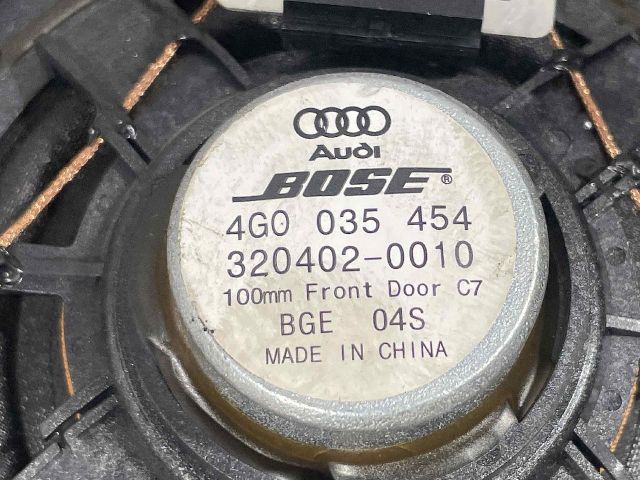 Audi
BOSE®
4G0 035 454
320402-0010
100mm Front Door C7
BGE 04S
MADE IN CHINA